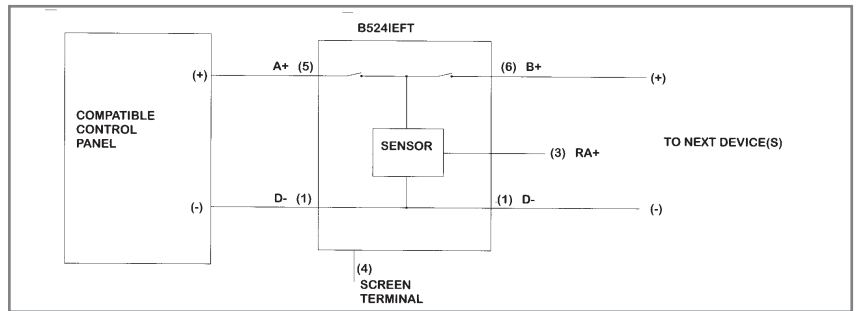 B524IEFT
(+)
A+ (5)
(6) B+
(+)
COMPATIBLE
CONTROL
PANEL
SENSOR
(3) RA+
TO NEXT DEVICE(S)
(-)
D- (1)
(1) D-
(-)
(4)
SCREEN
TERMINAL